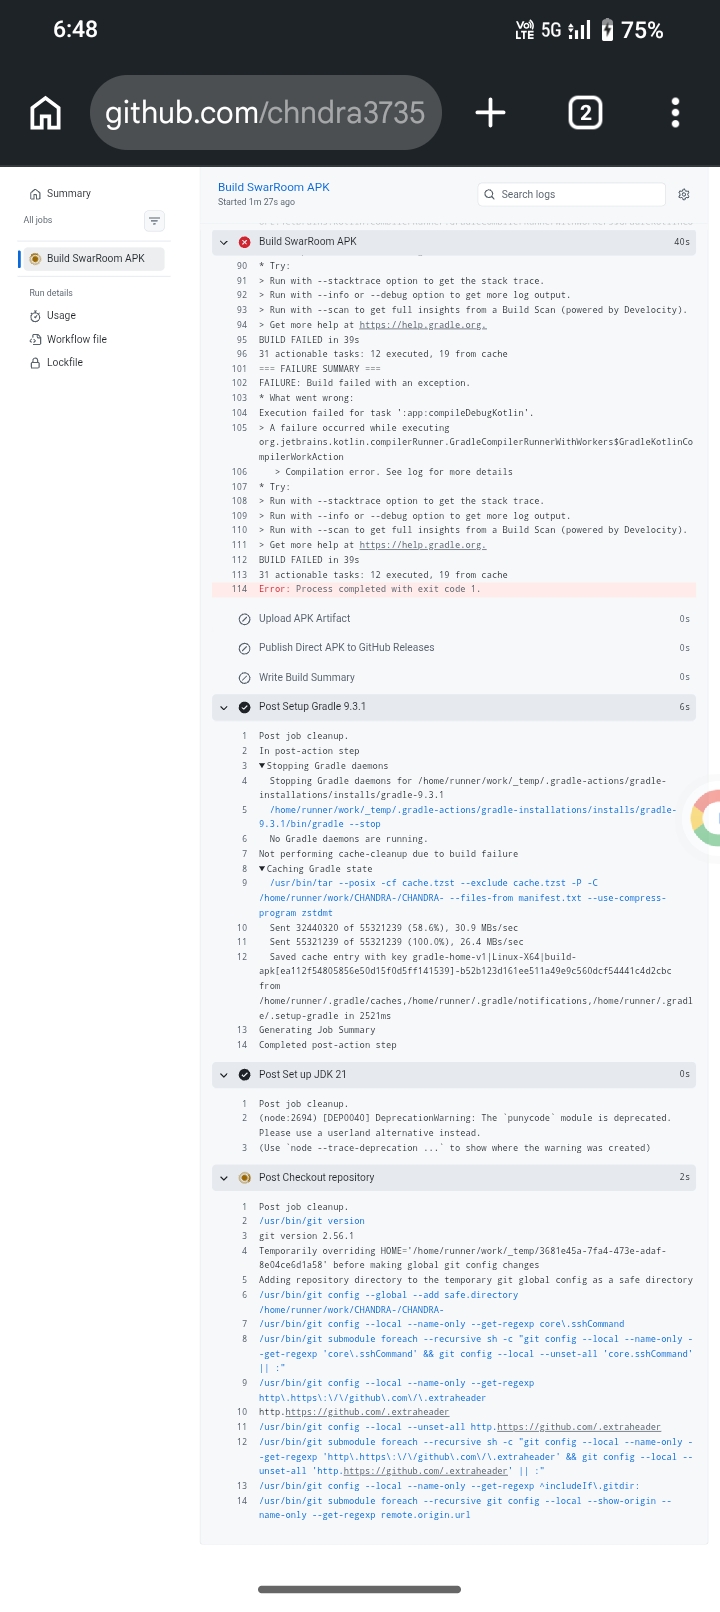 6:48
Vo) LTE 5G 75%
github.com/chndra3735
2
Summary
All jobs
Build SwarRoom APK
Run details
Usage
Workflow file
Lockfile
Build SwarRoom APK
Started 1m 27s ago
Search logs
Build SwarRoom APK 40s
90 * Try:
91 > Run with --stacktrace option to get the stack trace.
92 > Run with --info or --debug option to get more log output.
93 > Run with --scan to get full insights from a Build Scan (powered by Develocity).
94 > Get more help at https://help.gradle.org.
95 BUILD FAILED in 39s
96 31 actionable tasks: 12 executed, 19 from cache
101 === FAILURE SUMMARY ===
102 FAILURE: Build failed with an exception.
103 * What went wrong:
104 Execution failed for task ':app:compileDebugKotlin'.
105 > A failure occurred while executing
org.jetbrains.kotlin.compilerRunner.GradleCompilerRunnerWithWorkers$GradleKotlinCo
mpilerWorkAction
106 > Compilation error. See log for more details
107 * Try:
108 > Run with --stacktrace option to get the stack trace.
109 > Run with --info or --debug option to get more log output.
110 > Run with --scan to get full insights from a Build Scan (powered by Develocity).
111 > Get more help at https://help.gradle.org.
112 BUILD FAILED in 39s
113 31 actionable tasks: 12 executed, 19 from cache
114 Error: Process completed with exit code 1.
Upload APK Artifact 0s
Publish Direct APK to GitHub Releases 0s
Write Build Summary 0s
Post Setup Gradle 9.3.1 6s
1 Post job cleanup.
2 In post-action step
3 ▼Stopping Gradle daemons
4 Stopping Gradle daemons for /home/runner/work/_temp/.gradle-actions/gradle-
installations/installs/gradle-9.3.1
5 /home/runner/work/_temp/.gradle-actions/gradle-installations/installs/gradle-
9.3.1/bin/gradle --stop
6 No Gradle daemons are running.
7 Not performing cache-cleanup due to build failure
8 ▼Caching Gradle state
9 /usr/bin/tar --posix -cf cache.tzst --exclude cache.tzst -P -C
/home/runner/work/CHANDRA-/CHANDRA- --files-from manifest.txt --use-compress-
program zstdmt
10 Sent 32440320 of 55321239 (58.6%), 30.9 MBs/sec
11 Sent 55321239 of 55321239 (100.0%), 26.4 MBs/sec
12 Saved cache entry with key gradle-home-v1|Linux-X64|build-
apk[ea112f54805856e50d15f0d5ff141539]-b52b123d161ee511a49e9c560dcf54441c4d2cbc
from
/home/runner/.gradle/caches,/home/runner/.gradle/notifications,/home/runner/.gradl
e/.setup-gradle in 2521ms
13 Generating Job Summary
14 Completed post-action step
Post Set up JDK 21 0s
1 Post job cleanup.
2 (node:2694) [DEP0040] DeprecationWarning: The `punycode` module is deprecated.
Please use a userland alternative instead.
3 (Use `node --trace-deprecation ...` to show where the warning was created)
Post Checkout repository 2s
1 Post job cleanup.
2 /usr/bin/git version
3 git version 2.56.1
4 Temporarily overriding HOME='/home/runner/work/_temp/3681e45a-7fa4-473e-adaf-
8e04ce6d1a58' before making global git config changes
5 Adding repository directory to the temporary git global config as a safe directory
6 /usr/bin/git config --global --add safe.directory
/home/runner/work/CHANDRA-/CHANDRA-
7 /usr/bin/git config --local --name-only --get-regexp core\.sshCommand
8 /usr/bin/git submodule foreach --recursive sh -c "git config --local --name-only -
-get-regexp 'core\.sshCommand' && git config --local --unset-all 'core.sshCommand'
|| :"
9 /usr/bin/git config --local --name-only --get-regexp
http\.https\:\/\/github\.com\/\.extraheader
10 http.https://github.com/.extraheader
11 /usr/bin/git config --local --unset-all http.https://github.com/.extraheader
12 /usr/bin/git submodule foreach --recursive sh -c "git config --local --name-only -
-get-regexp 'http\.https\:\/\/github\.com\/\.extraheader' && git config --local --
unset-all 'http.https://github.com/.extraheader' || :"
13 /usr/bin/git config --local --name-only --get-regexp ^includeIf\.gitdir:
14 /usr/bin/git submodule foreach --recursive git config --local --show-origin --
name-only --get-regexp remote.origin.url